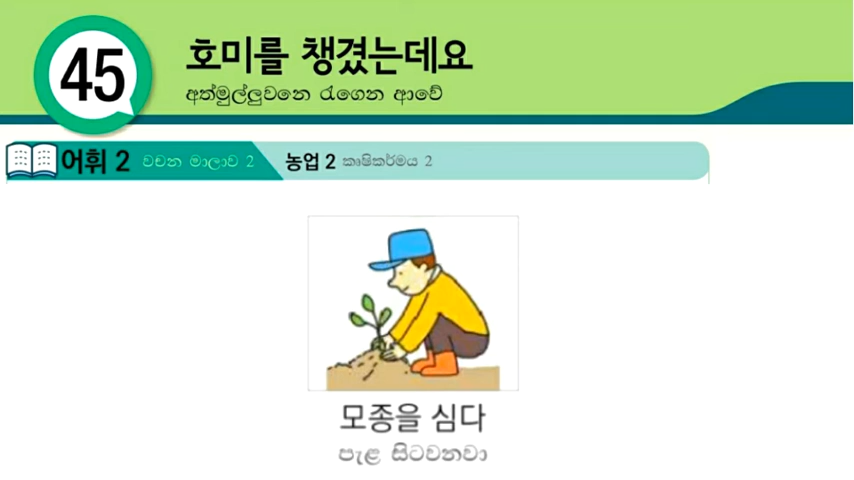 45
호미를 챙겼는데요
අත්මුල්ලුවනෙ රැගෙන ආවේ
어휘 2 වචන මාලාව 2 농업 2 කෘෂිකර්මය 2
모종을 심다
පැළ සිටවනවා